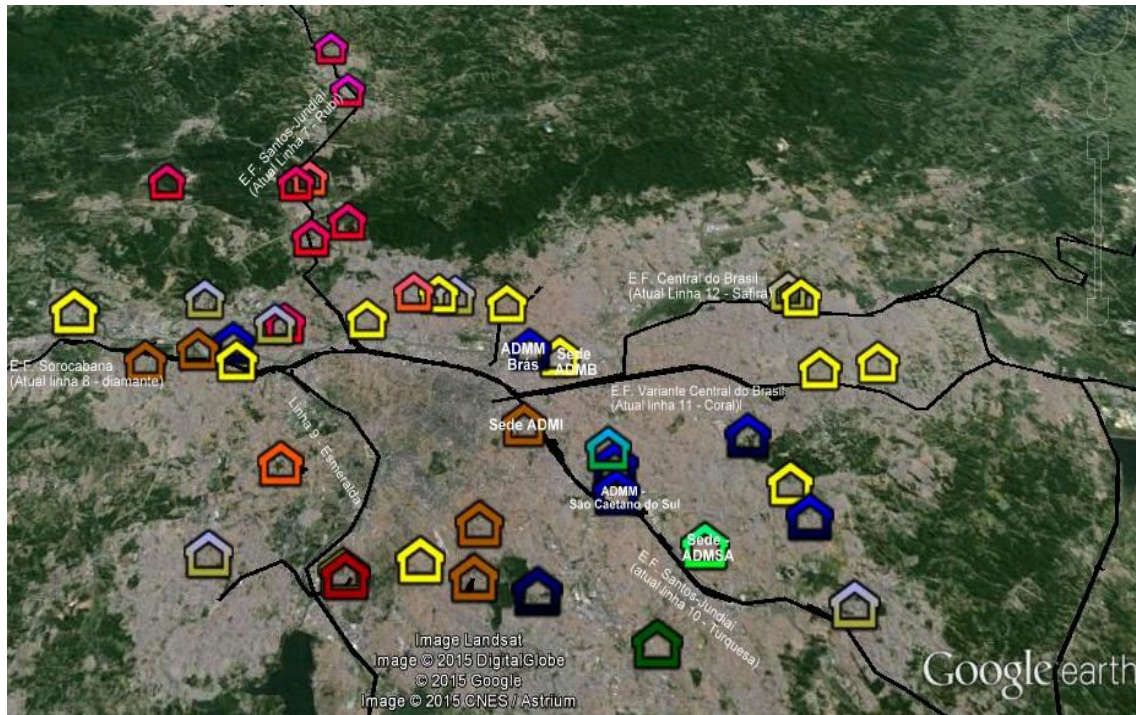 E.F. Santos-Jundiaí
(Atual Linha 7 - Rubi)
E.F. Central do Brasil
(Atual Linha 12 - Safira)
E-F. Sorocabana
(Atual linha 8 - diamante)
ADMM
Brás
Sede
ADMB
E.F. Variante Central do Brasil
(Atual linha 11 - Coral)l
Linha 9 - Esmeralda
Sede ADMI
ADMM -
São Caetano do Sul
Sede
ADMSA
E.F. Santos-Jundiaí
(atual linha 10 - Turquesa)
Image Landsat
Image © 2015 DigitalGlobe
© 2015 Google
Image © 2015 CNES / Astrium
Google earth